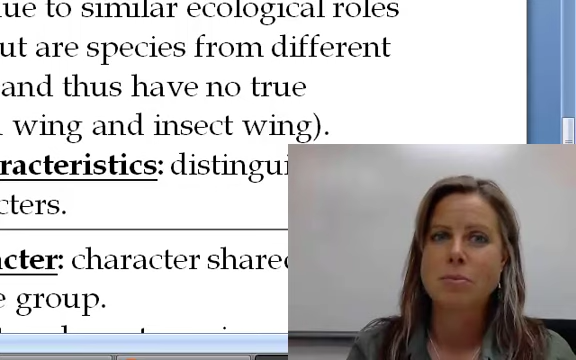 ue to similar ecological roles
ut are species from different
and thus have no true
wing and insect wing).
racteristics: distingui
cters.
cter: character shared
e group.